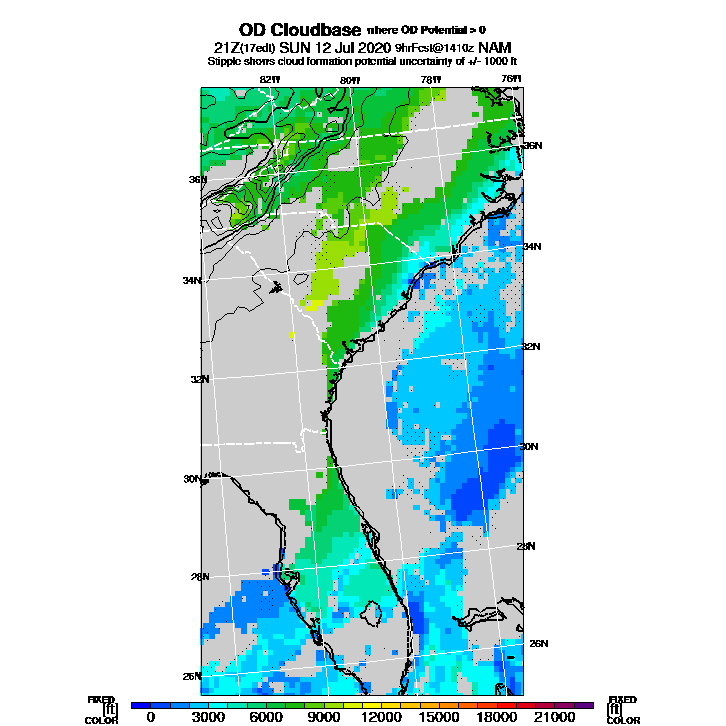 OD Cloudbase where OD Potential > 0
21Z(17edt) SUN 12 Jul 2020 9hrFcst@1410z NAM
Stipple shows cloud formation potential uncertainty of +/- 1000 ft
82W 80W 78W 76W
36N
36N
34N
34N
32N
32N
30N
30N
28N
28N
26N
26N
FIXED FIXED
[ft] 0 3000 6000 9000 12000 15000 18000 21000 [ft]
COLOR COLOR